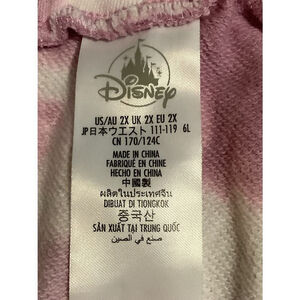 Disney
US/AU 2X UK 2X EU 2X
JP日本ウエスト 111-119 6L
CN 170/124C
MADE IN CHINA
FABRIQUÉ EN CHINE
HECHO EN CHINA
中國製
ผลิตในประเทศจีน
DIBUAT DI TIONGKOK
중국산
SẢN XUẤT TẠI TRUNG QUỐC
صنع في الصين